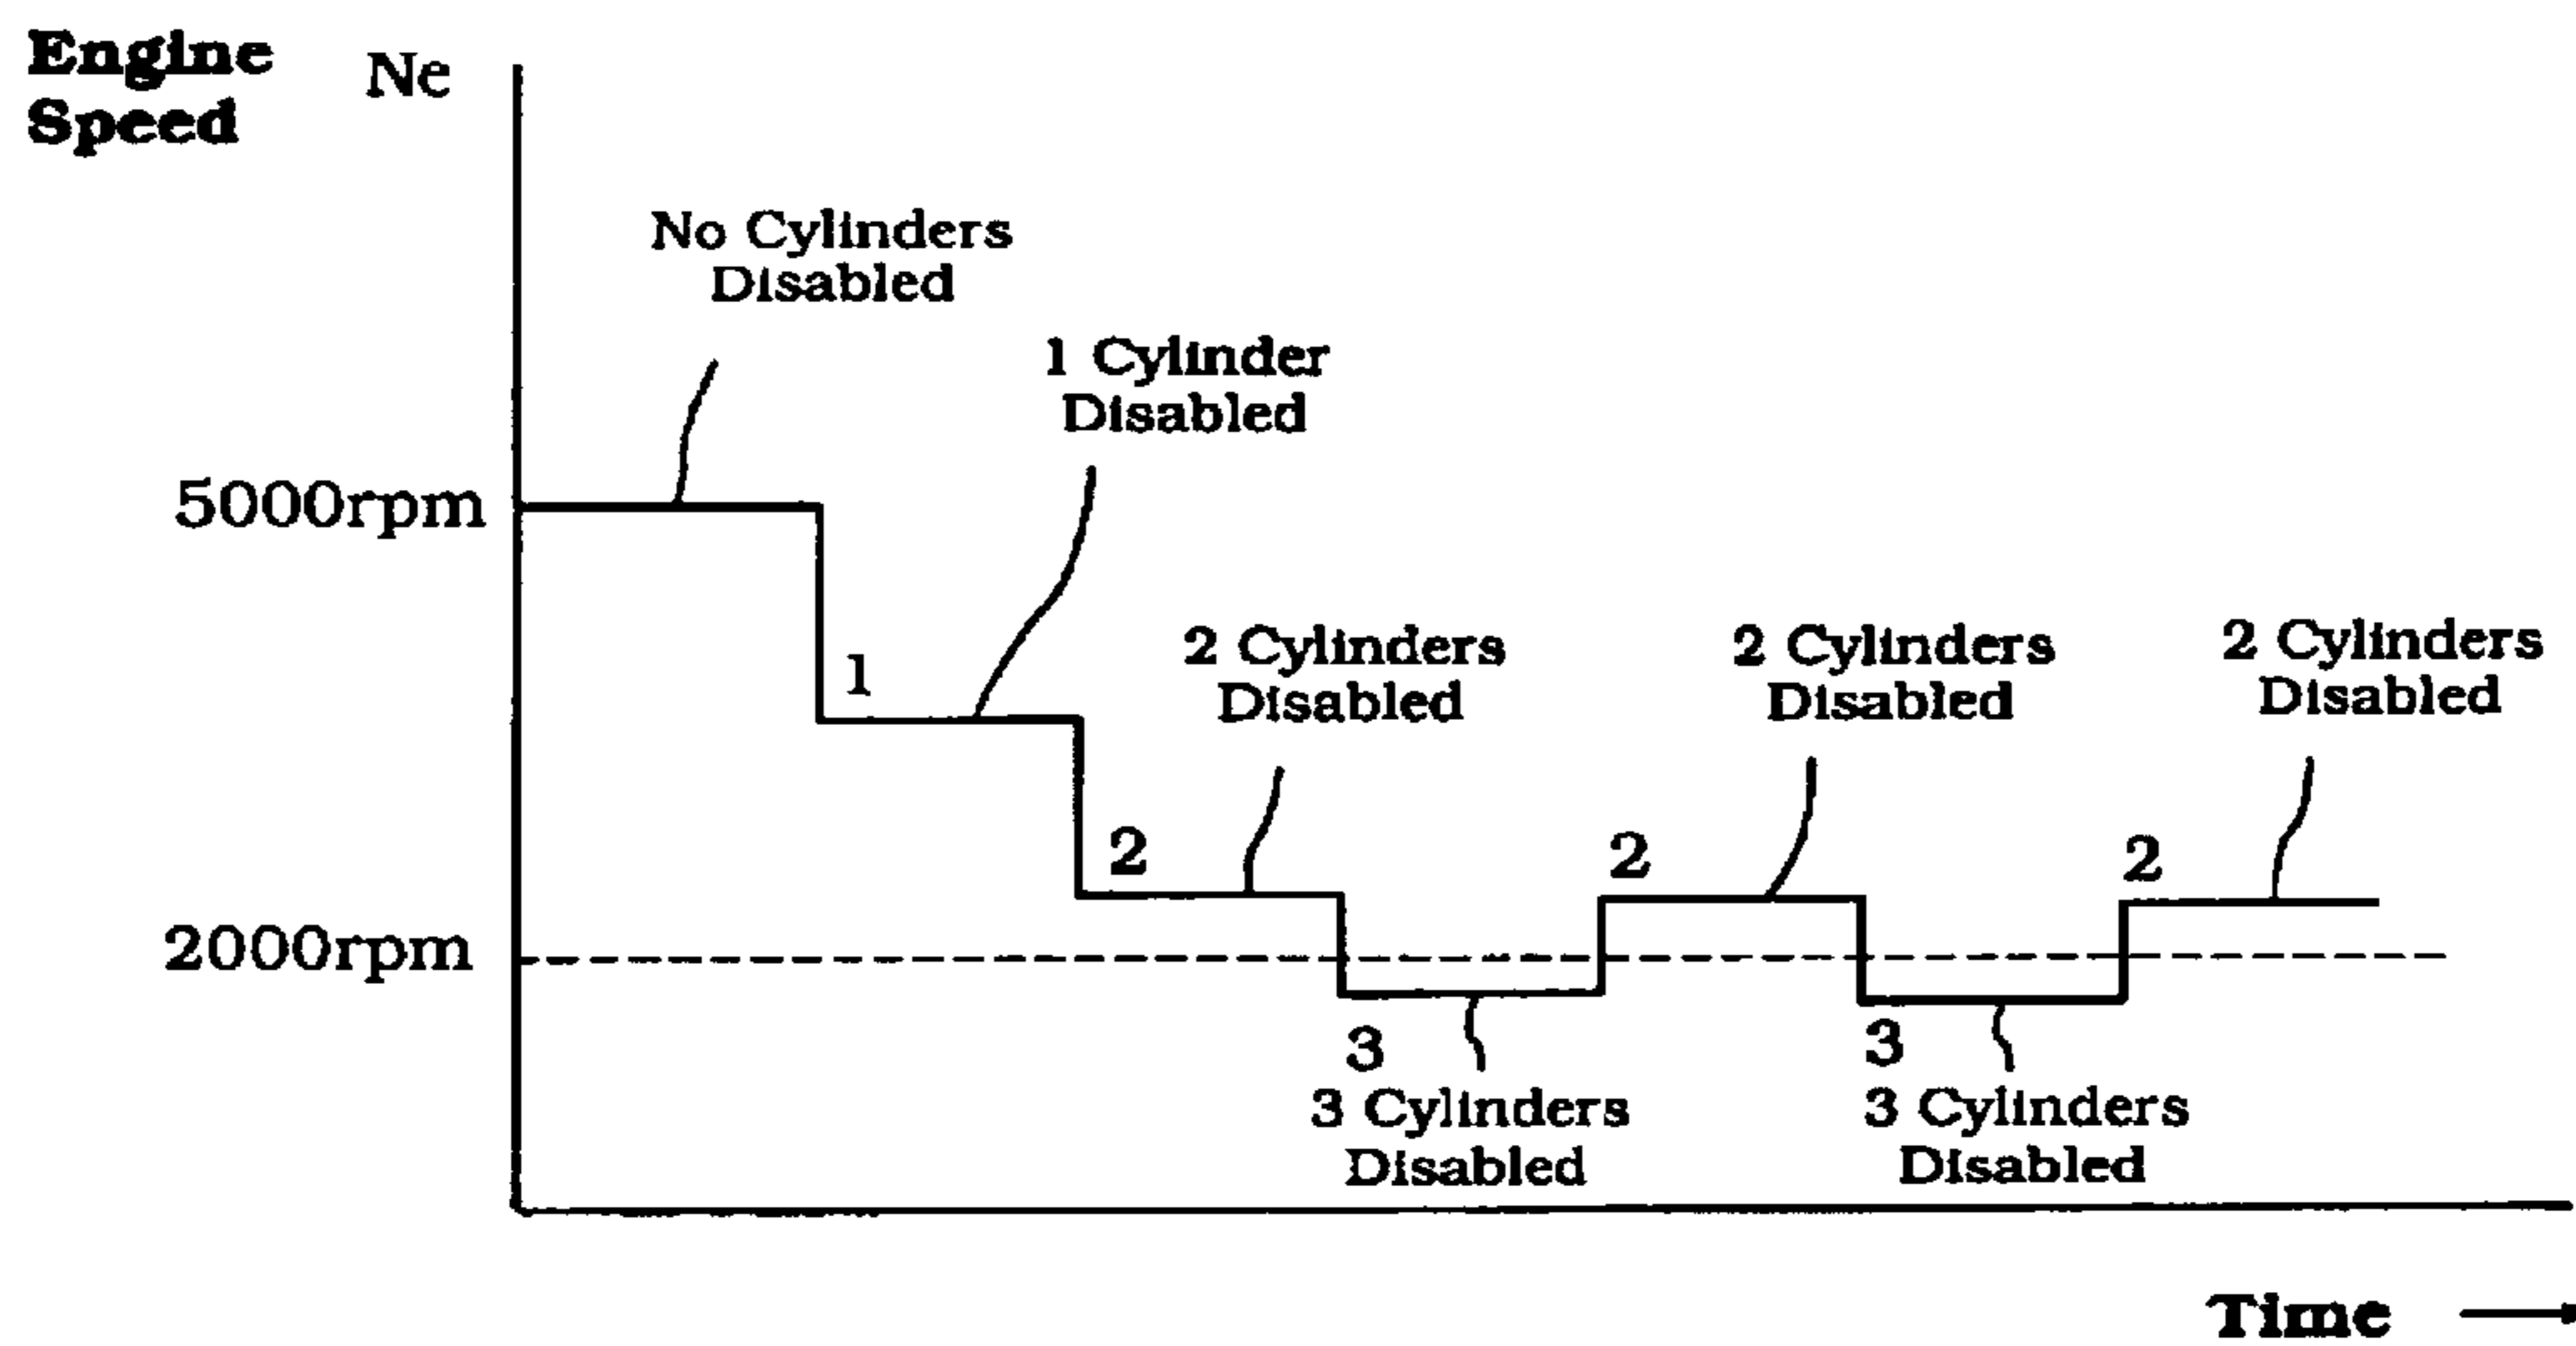 Engine
Speed
Ne
No Cylinders
Disabled
1 Cylinder
Disabled
5000rpm
1
2 Cylinders
Disabled
2 Cylinders
Disabled
2 Cylinders
Disabled
2
2
2
2000rpm
3
3 Cylinders
Disabled
3
3 Cylinders
Disabled
Time